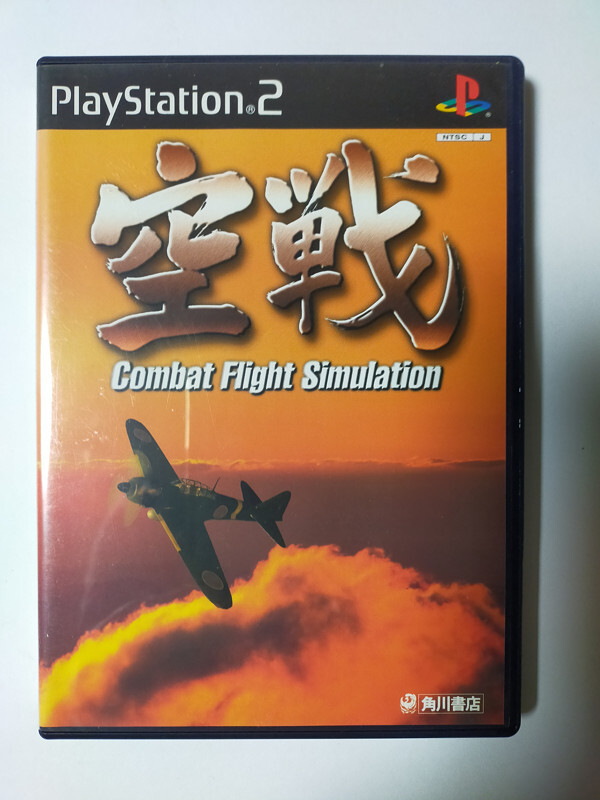 PlayStation®2
NTSC J
空戦
Combat Flight Simulation
角川書店